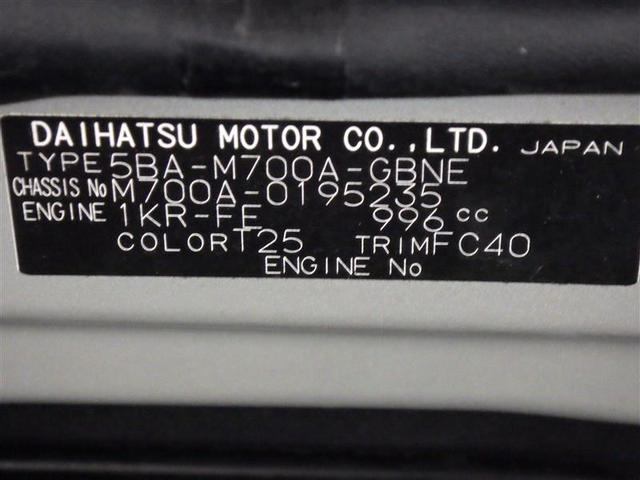 DAIHATSU MOTOR CO.,LTD. JAPAN
TYPE 5BA-M700A-GBNE
CHASSIS No M700A-0195235
ENGINE 1KR-FE 996 cc
COLOR T25 TRIM FC40
ENGINE No